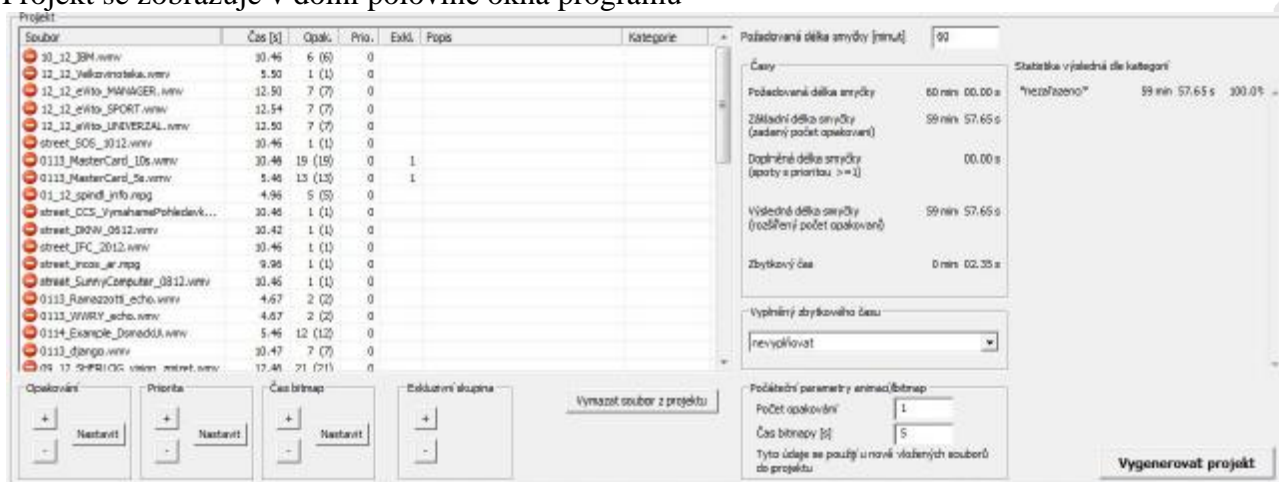 Projekt se zobrazuje v dolní polovině okna programu
Projekt
Soubor Čas [s] Opak. Prio. Exkl. Popis Kategorie
10_12_IBM.wmv 10.46 6 (6) 0
12_12_Velkovinoteka.wmv 5.50 1 (1) 0
12_12_eVito_MANAGER.wmv 12.50 7 (7) 0
12_12_eVito_SPORT.wmv 12.54 7 (7) 0
12_12_eVito_UNIVERZAL.wmv 12.50 7 (7) 0
street_SOS_1012.wmv 10.46 1 (1) 0
0113_MasterCard_10s.wmv 10.46 19 (19) 0 1
0113_MasterCard_5s.wmv 5.46 13 (13) 0 1
01_12_spindl_info.mpg 4.96 5 (5) 0
street_CCS_VymahamePohledavk... 10.46 1 (1) 0
street_DKNV_0612.wmv 10.42 1 (1) 0
street_IFC_2012.wmv 10.46 1 (1) 0
street_incos_ar.mpg 9.96 1 (1) 0
street_SunnyComputer_0812.wmv 10.46 1 (1) 0
0113_Ramazzotti_echo.wmv 4.67 2 (2) 0
0113_WWRY_echo.wmv 4.67 2 (2) 0
0114_Example_ 5.46 12 (12) 0
0113_django.wmv 10.47 7 (7) 0
09_12_SHERLOG_ 12.46 21 (21) 0
Opakování
+
-
Nastavit
Priorita
+
-
Nastavit
Čas bitmap
+
-
Nastavit
Exkluzivní skupina
+
-
Vymazat soubor z projektu
Požadovaná délka smyčky [minut] 60
Časy
Požadovaná délka smyčky 60 min 00.00 s
Základní délka smyčky 59 min 57.65 s
(zadaný počet opakování)
Doplněná délka smyčky 00.00 s
(spoty s prioritou >=1)
Výsledná délka smyčky 59 min 57.65 s
(rozšířený počet opakování)
Zbytkový čas 0 min 02.35 s
Vyplněný zbytkového času
nevyplňovat
Počáteční parametry animací/bitmap
Počet opakování 1
Čas bitmapy [s] 5
Tyto údaje se použijí u nově vložených souborů
do projektu
Statistika výsledná dle kategorií
*nezařazeno* 59 min 57.65 s 100.0%
Vygenerovat projekt